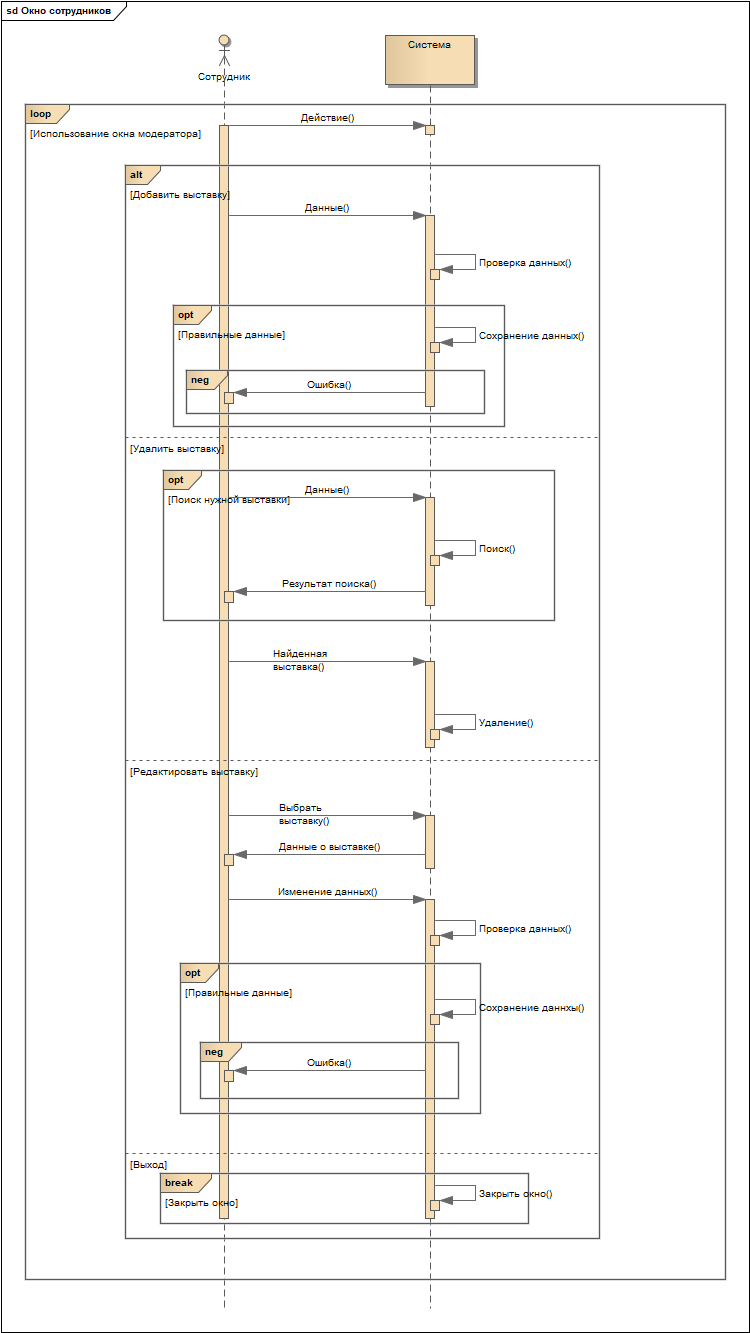 sd Окно сотрудников
Сотрудник
Система
loop
[Использование окна модератора]
Действие()
alt
[Добавить выставку]
Данные()
Проверка данных()
opt
[Правильные данные]
Сохранение данных()
neg
Ошибка()
[Удалить выставку]
opt
[Поиск нужной выставки]
Данные()
Поиск()
Результат поиска()
Найденная
выставка()
Удаление()
[Редактировать выставку]
Выбрать
выставку()
Данные о выставке()
Изменение данных()
Проверка данных()
opt
[Правильные данные]
Сохранение даннхы()
neg
Ошибка()
[Выход]
break
[Закрыть окно]
Закрыть окно()